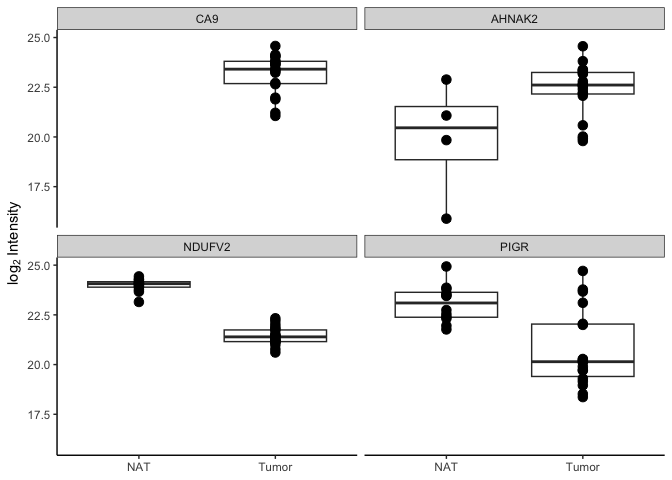 CA9 AHNAK2
25.0
22.5
20.0
17.5
log₂ Intensity
NDUFV2 PIGR
25.0
22.5
20.0
17.5
NAT Tumor NAT Tumor